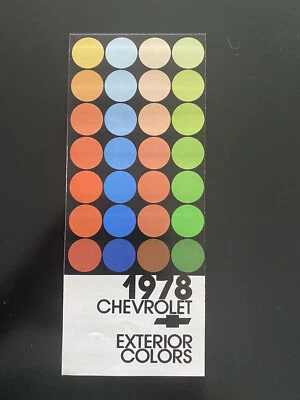 1978
CHEVROLET
EXTERIOR
COLORS